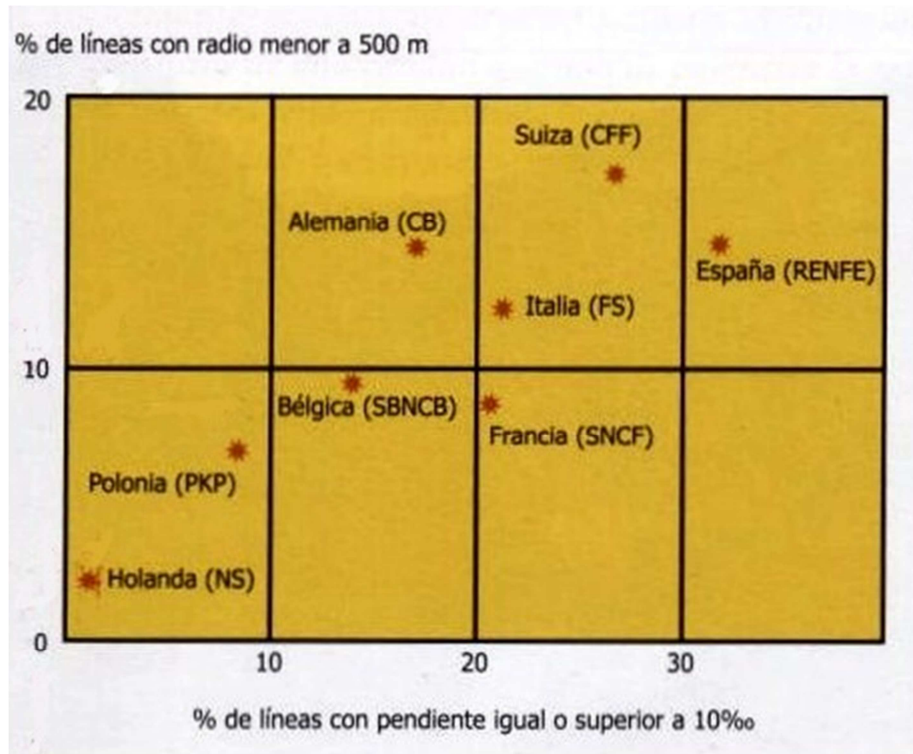 % de líneas con radio menor a 500 m
20
Suiza (CFF)
Alemania (CB)
España (RENFE)
Italia (FS)
10
Bélgica (SBNCB)
Francia (SNCF)
Polonia (PKP)
Holanda (NS)
0
10 20 30
% de líneas con pendiente igual o superior a 10‰